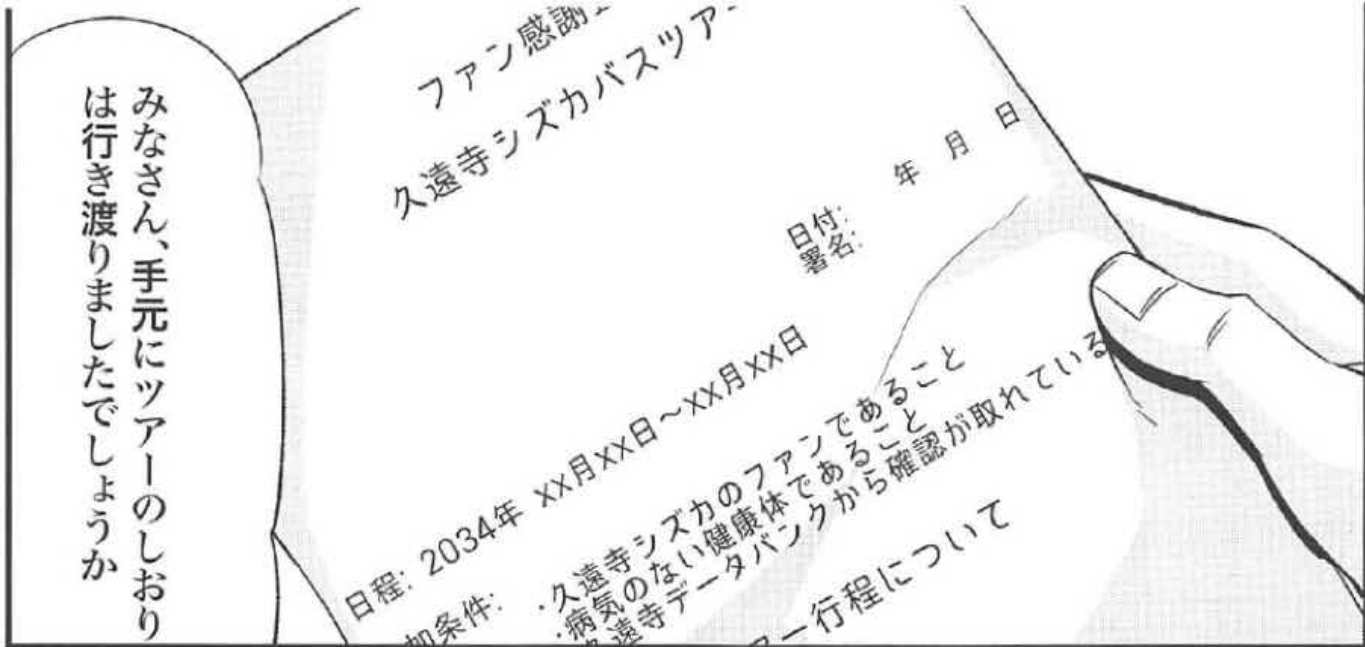 みなさん、手元にツアーのしおり
は行き渡りましたでしょうか
ファン感謝
久遠寺シズカバスツア
年 月 日
日付:
署名:
日程: 2034年 XX月XX日~XX月XX日
加条件:
・久遠寺シズカのファンであること
・病気のない健康体であること
久遠寺データバンクから確認が取れている
アー行程について